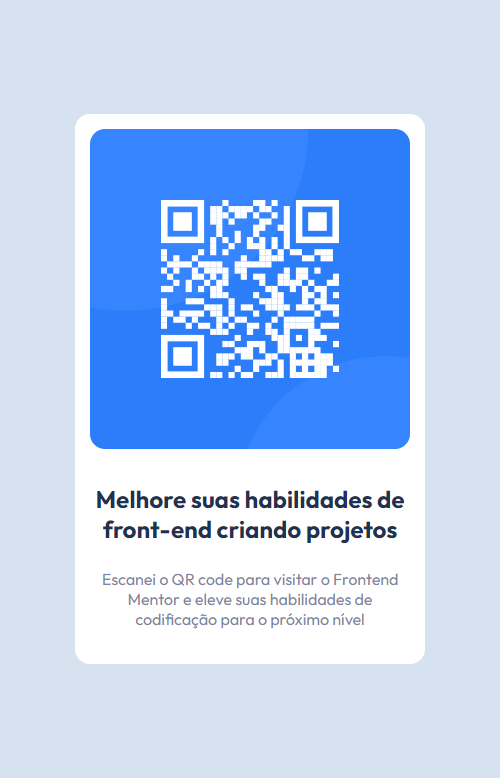 Melhore suas habilidades de
front-end criando projetos
Escanei o QR code para visitar o Frontend
Mentor e eleve suas habilidades de
codificação para o próximo nível